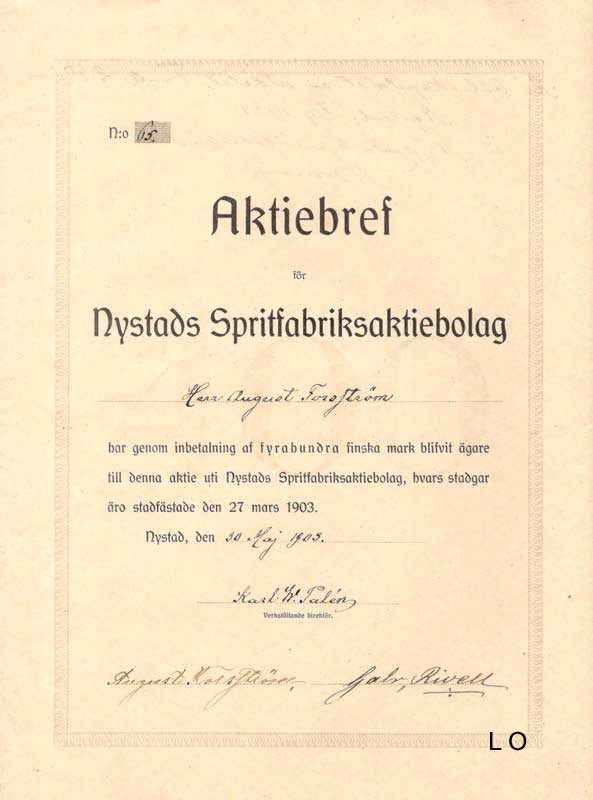 N:o 65.
Aktiebref
för
Nystads Spritfabriksaktiebolag
Herr August Forsström
har genom inbetalning af fyrahundra finska mark blifvit ägare
till denna aktie uti Nystads Spritfabriksaktiebolag, hvars stadgar
äro stadfästade den 27 mars 1903.
Nystad, den 30 Maj 1903.
Karl W. Palén
Verkställande direktör.
August Forsström, Gabr, Rivell
L O